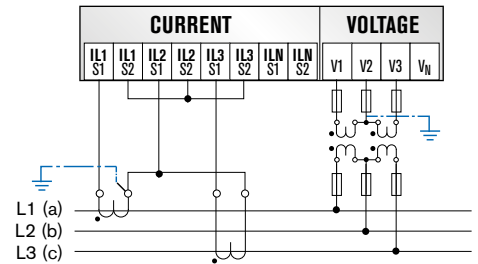 CURRENT VOLTAGE
IL1 IL1 IL2 IL2 IL3 IL3 ILN ILN
S1 S2 S1 S2 S1 S2 S1 S2
V1 V2 V3 VN
L1 (a)
L2 (b)
L3 (c)